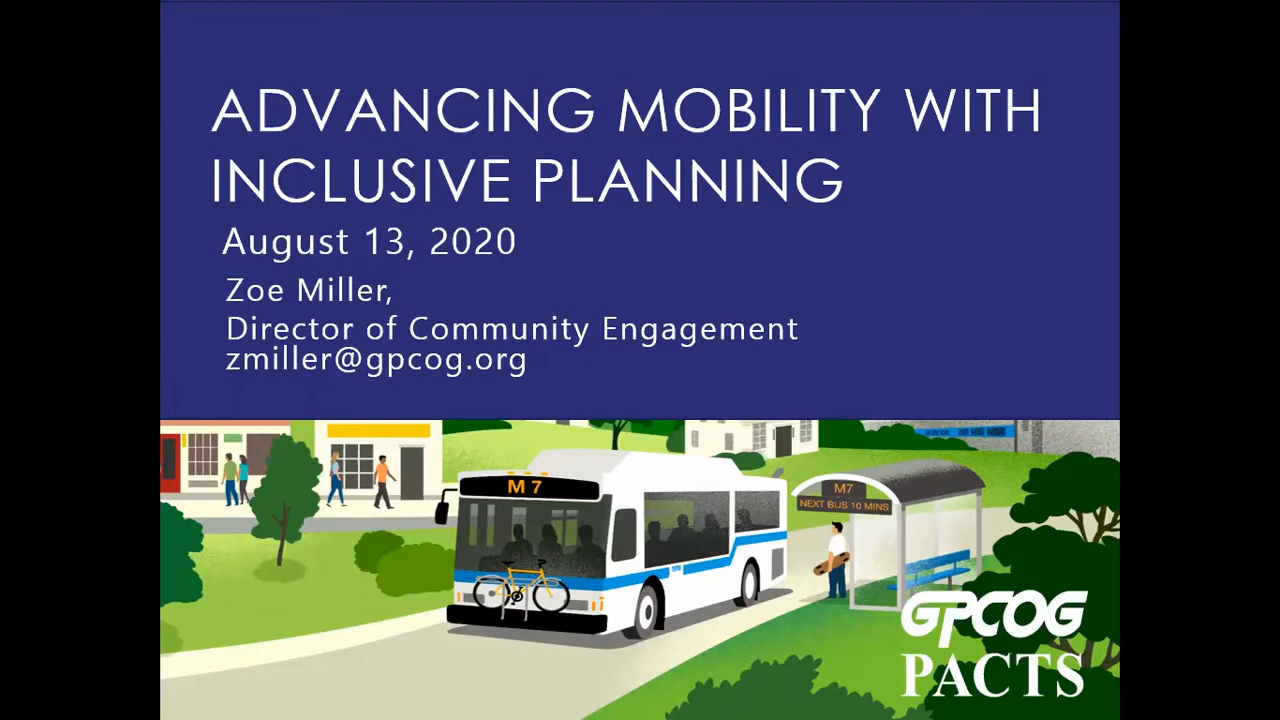 ADVANCING MOBILITY WITH
INCLUSIVE PLANNING
August 13, 2020
Zoe Miller,
Director of Community Engagement
zmiller@gpcog.org
M 7
M7
NEXT BUS 10 MINS
GPCOG
PACTS